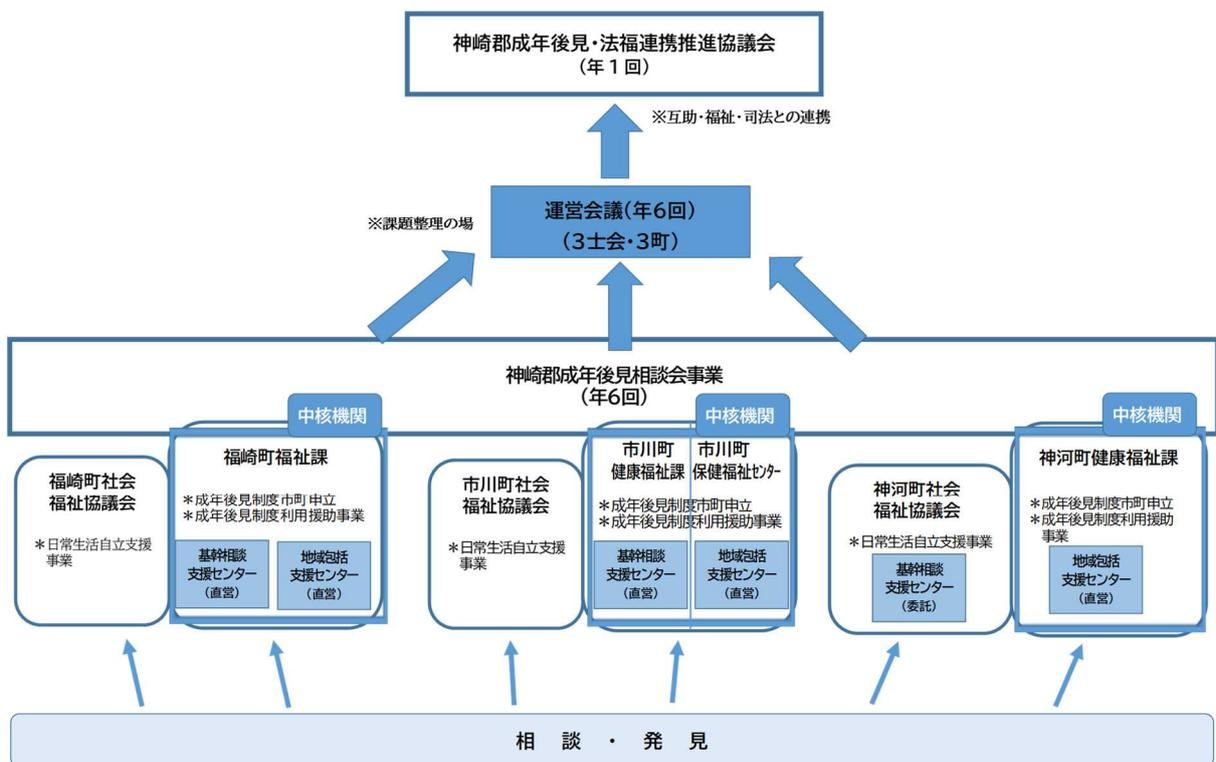 神崎郡成年後見・法福連携推進協議会
(年1回)
※互助・福祉・司法との連携
運営会議(年6回)
(3士会・3町)
※課題整理の場
神崎郡成年後見相談会事業
(年6回)
中核機関
中核機関
中核機関
福崎町社会
福祉協議会
＊日常生活自立支援
事業
福崎町福祉課
＊成年後見制度市町申立
＊成年後見制度利用援助事業
基幹相談
支援センター
(直営)
地域包括
支援センター
(直営)
市川町社会
福祉協議会
＊日常生活自立支援
事業
市川町
健康福祉課
市川町
保健福祉センター
＊成年後見制度市町申立
＊成年後見制度利用援助事業
基幹相談
支援センター
(直営)
地域包括
支援センター
(直営)
神河町社会
福祉協議会
＊日常生活自立支援事業
基幹相談
支援センター
(委託)
神河町健康福祉課
＊成年後見制度市町申立
＊成年後見制度利用援助
事業
地域包括
支援センター
(直営)
相談・発見